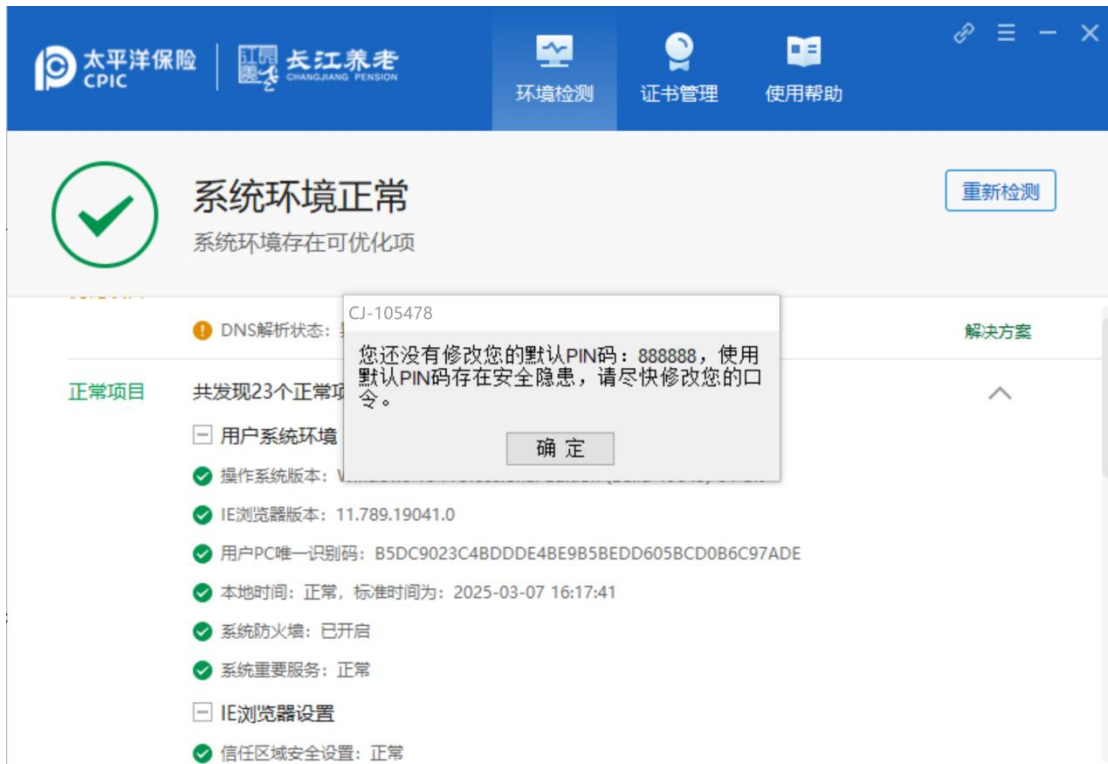 太平洋保险
CPIC
长江养老
CHANGJIANG PENSION
环境检测
证书管理
使用帮助
系统环境正常
系统环境存在可优化项
重新检测
CJ-105478
您还没有修改您的默认PIN码：888888，使用
默认PIN码存在安全隐患，请尽快修改您的口
令。
确 定
DNS解析状态：
解决方案
正常项目
共发现23个正常项
用户系统环境
操作系统版本：
IE浏览器版本：11.789.19041.0
用户PC唯一识别码：B5DC9023C4BDDDE4BE9B5BEDD605BCD0B6C97ADE
本地时间：正常，标准时间为：2025-03-07 16:17:41
系统防火墙：已开启
系统重要服务：正常
IE浏览器设置
信任区域安全设置：正常